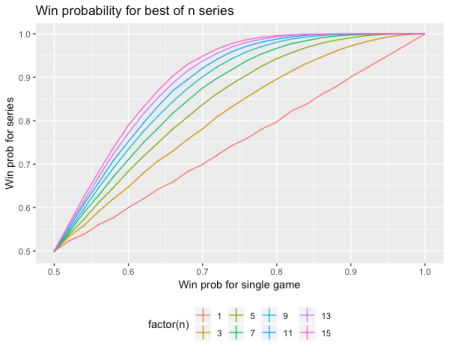 Win probability for best of n series
Win prob for series
1.0
0.9
0.8
0.7
0.6
0.5
0.5 0.6 0.7 0.8 0.9 1.0
Win prob for single game
factor(n)
1 5 9 13
3 7 11 15